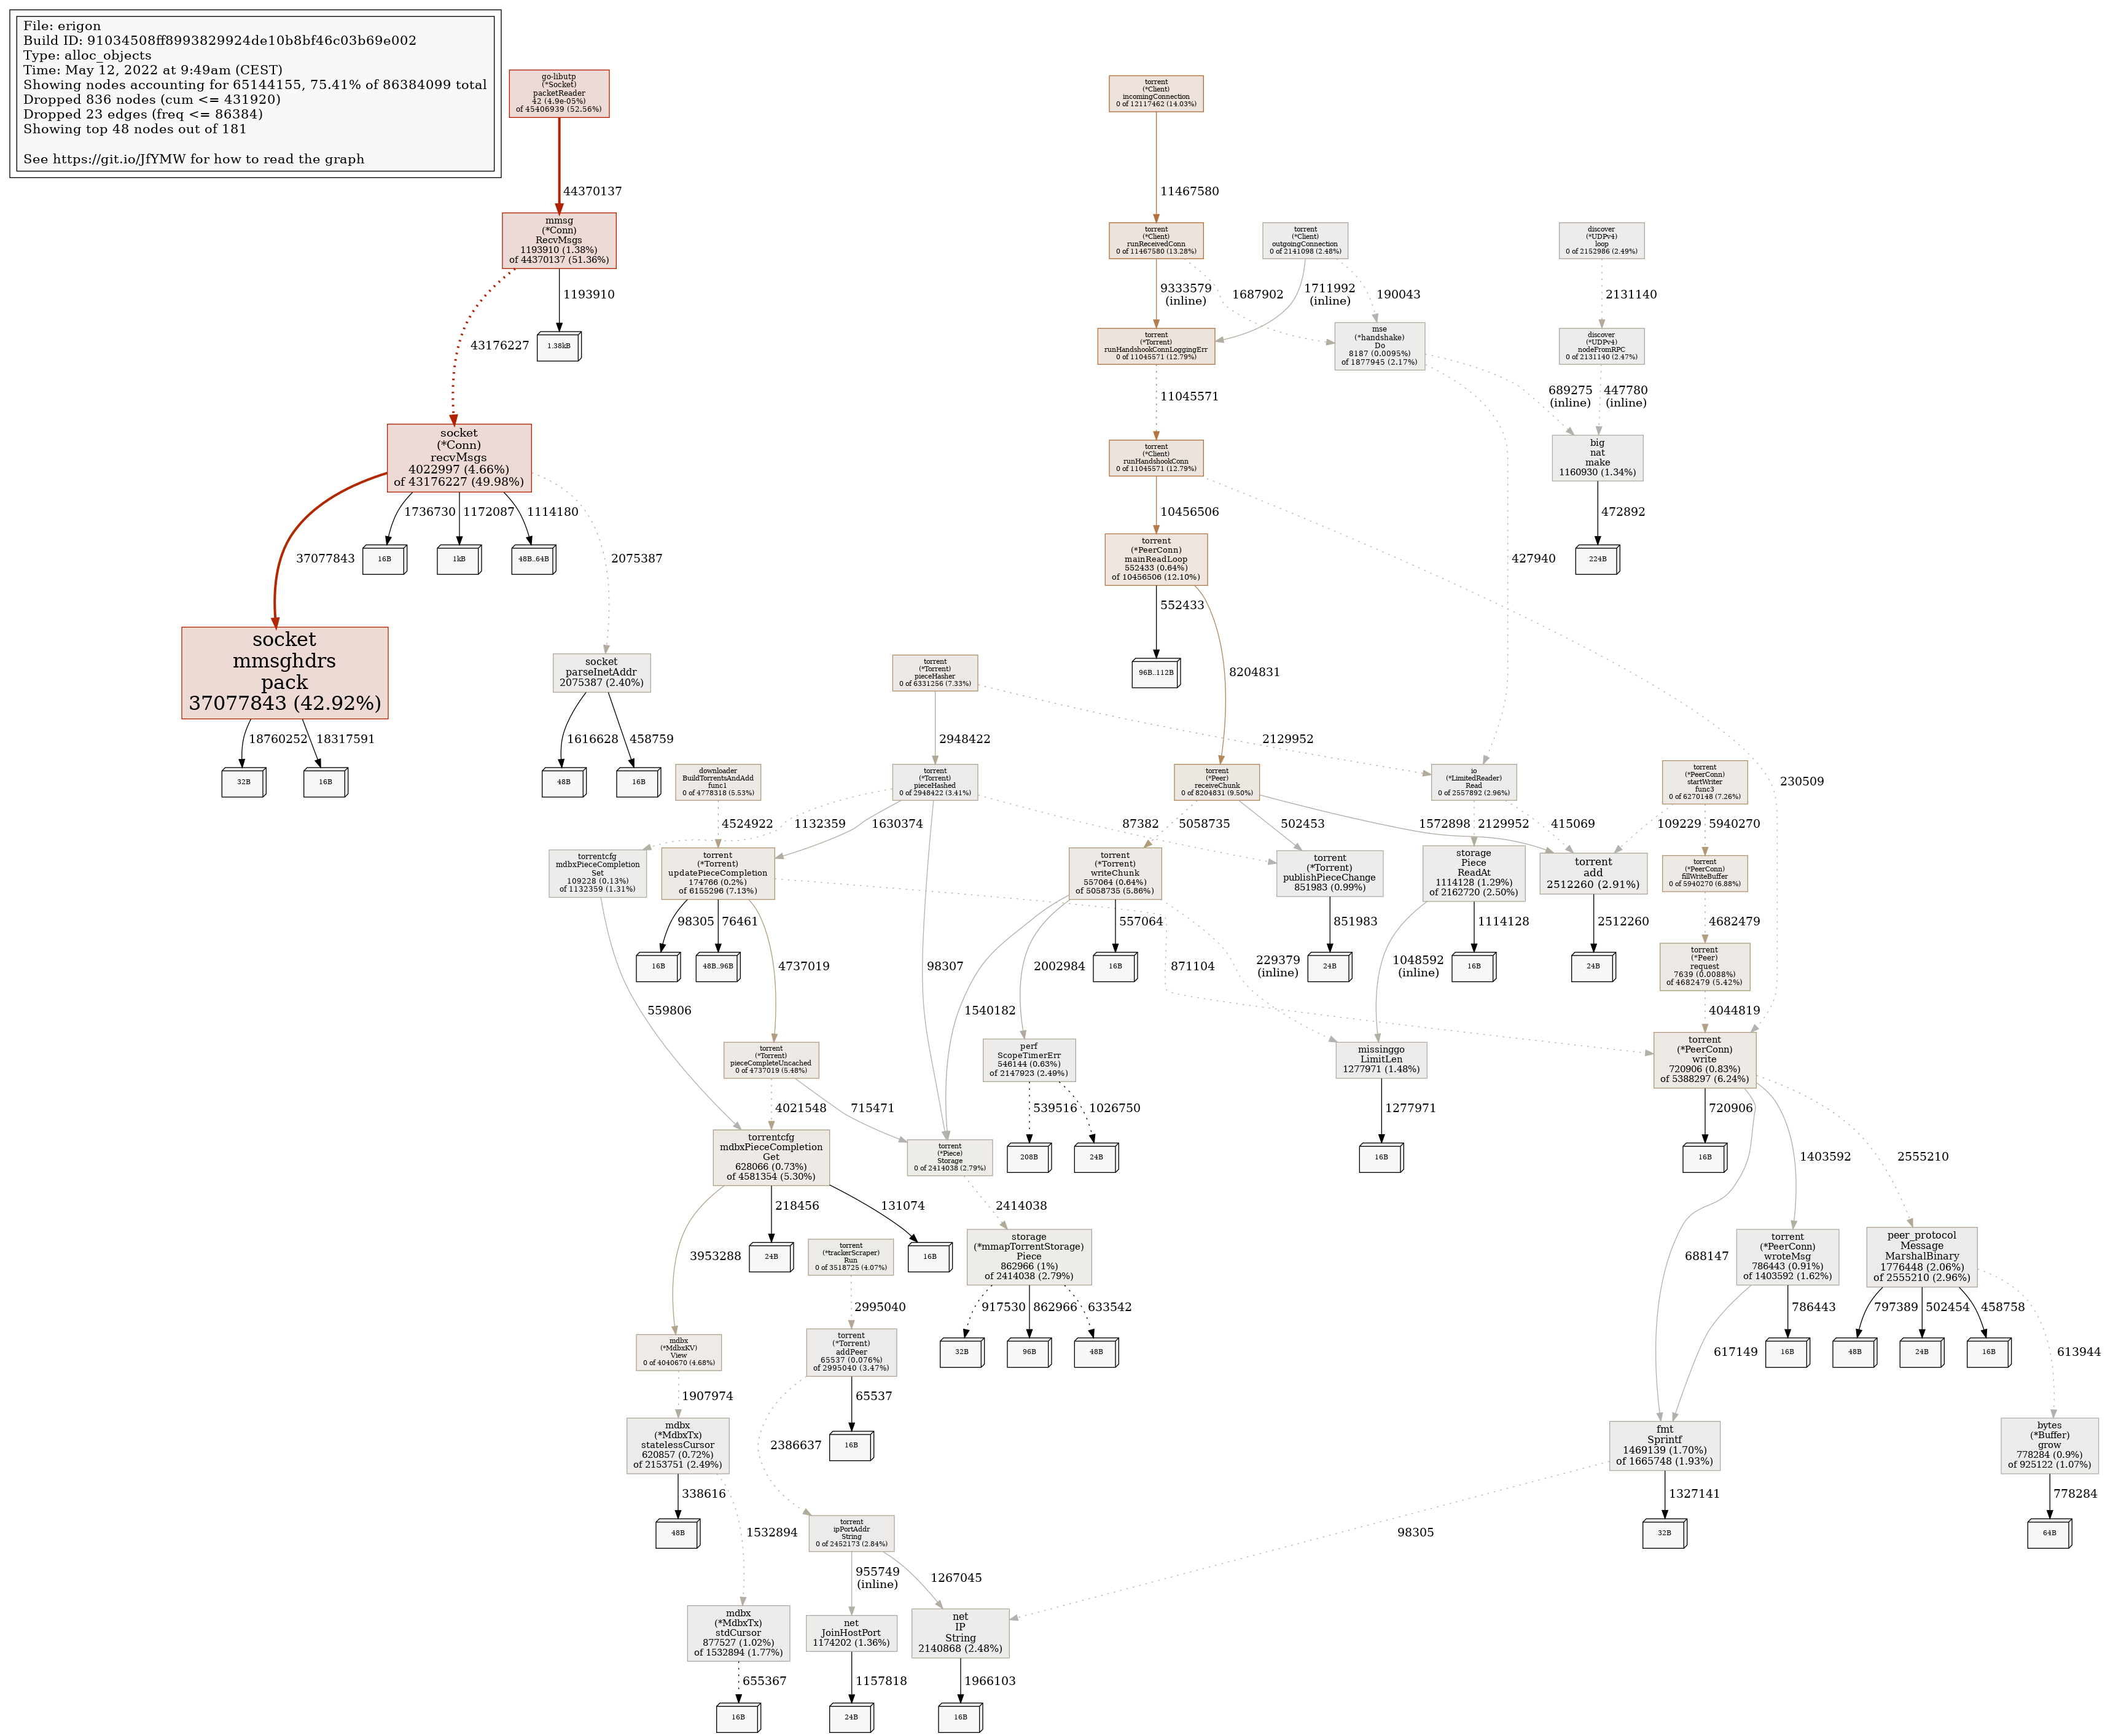 File: erigon
Build ID: 91034508ff8993829924de10b8bf46c03b69e002
Type: alloc_objects
Time: May 12, 2022 at 9:49am (CEST)
Showing nodes accounting for 65144155, 75.41% of 86384099 total
Dropped 836 nodes (cum <= 431920)
Dropped 23 edges (freq <= 86384)
Showing top 48 nodes out of 181
See https://git.io/JfYMW for how to read the graph
go-libutp
(*Socket)
packetReader
42 (4.9e-05%)
of 45406939 (52.56%)
torrent
(*Client)
incomingConnection
0 of 12117462 (14.03%)
44370137
11467580
mmsg
(*Conn)
RecvMsgs
1193910 (1.38%)
of 44370137 (51.36%)
torrent
(*Client)
runReceivedConn
0 of 11467580 (13.28%)
torrent
(*Client)
outgoingConnection
0 of 2141098 (2.48%)
discover
(*UDPv4)
loop
0 of 2152986 (2.49%)
43176227
1193910
9333579
(inline)
1687902
1711992
(inline)
190043
2131140
1.38kB
torrent
(*Torrent)
runHandshookConnLoggingErr
0 of 11045571 (12.79%)
mse
(*handshake)
Do
8187 (0.0095%)
of 1877945 (2.17%)
discover
(*UDPv4)
nodeFromRPC
0 of 2131140 (2.47%)
11045571
689275
(inline)
447780
(inline)
socket
(*Conn)
recvMsgs
4022997 (4.66%)
of 43176227 (49.98%)
torrent
(*Client)
runHandshookConn
0 of 11045571 (12.79%)
big
nat
make
1160930 (1.34%)
37077843
1736730
1172087
1114180
2075387
10456506
427940
472892
16B
1kB
48B..64B
torrent
(*PeerConn)
mainReadLoop
552433 (0.64%)
of 10456506 (12.10%)
224B
552433
8204831
230509
socket
mmsghdrs
pack
37077843 (42.92%)
socket
parseInetAddr
2075387 (2.40%)
torrent
(*Torrent)
pieceHasher
0 of 6331256 (7.33%)
96B..112B
18760252
18317591
1616628
458759
2948422
2129952
32B
16B
48B
16B
downloader
BuildTorrentsAndAdd
func1
0 of 4778318 (5.53%)
torrent
(*Torrent)
pieceHashed
0 of 2948422 (3.41%)
torrent
(*Peer)
receiveChunk
0 of 8204831 (9.50%)
io
(*LimitedReader)
Read
0 of 2557892 (2.96%)
torrent
(*PeerConn)
startWriter
func3
0 of 6270148 (7.26%)
4524922
1132359
1630374
87382
5058735
502453
1572898
2129952
415069
109229
5940270
torrentcfg
mdbxPieceCompletion
Set
109228 (0.13%)
of 1132359 (1.31%)
torrent
(*Torrent)
updatePieceCompletion
174766 (0.2%)
of 6155296 (7.13%)
torrent
(*Torrent)
writeChunk
557064 (0.64%)
of 5058735 (5.86%)
torrent
(*Torrent)
publishPieceChange
851983 (0.99%)
storage
Piece
ReadAt
1114128 (1.29%)
of 2162720 (2.50%)
torrent
add
2512260 (2.91%)
torrent
(*PeerConn)
fillWriteBuffer
0 of 5940270 (6.88%)
98305
76461
557064
851983
1114128
2512260
4682479
16B
48B..96B
4737019
98307
2002984
16B
871104
229379
(inline)
24B
1048592
(inline)
16B
24B
torrent
(*Peer)
request
7639 (0.0088%)
of 4682479 (5.42%)
559806
1540182
4044819
torrent
(*Torrent)
pieceCompleteUncached
0 of 4737019 (5.48%)
perf
ScopeTimerErr
546144 (0.63%)
of 2147923 (2.49%)
missinggo
LimitLen
1277971 (1.48%)
torrent
(*PeerConn)
write
720906 (0.83%)
of 5388297 (6.24%)
4021548
715471
539516
1026750
1277971
720906
1403592
2555210
torrentcfg
mdbxPieceCompletion
Get
628066 (0.73%)
of 4581354 (5.30%)
torrent
(*Piece)
Storage
0 of 2414038 (2.79%)
208B
24B
16B
16B
218456
131074
2414038
688147
3953288
24B
torrent
(*trackerScraper)
Run
0 of 3518725 (4.07%)
16B
storage
(*mmapTorrentStorage)
Piece
862966 (1%)
of 2414038 (2.79%)
torrent
(*PeerConn)
wroteMsg
786443 (0.91%)
of 1403592 (1.62%)
peer_protocol
Message
MarshalBinary
1776448 (2.06%)
of 2555210 (2.96%)
2995040
917530
862966
633542
617149
786443
797389
502454
458758
613944
mdbx
(*MdbxKV)
View
0 of 4040670 (4.68%)
torrent
(*Torrent)
addPeer
65537 (0.076%)
of 2995040 (3.47%)
32B
96B
48B
16B
48B
24B
16B
1907974
65537
mdbx
(*MdbxTx)
statelessCursor
620857 (0.72%)
of 2153751 (2.49%)
2386637
16B
fmt
Sprintf
1469139 (1.70%)
of 1665748 (1.93%)
bytes
(*Buffer)
grow
778284 (0.9%)
of 925122 (1.07%)
338616
1532894
1327141
778284
48B
torrent
ipPortAddr
String
0 of 2452173 (2.84%)
98305
32B
64B
955749
(inline)
1267045
mdbx
(*MdbxTx)
stdCursor
877527 (1.02%)
of 1532894 (1.77%)
net
JoinHostPort
1174202 (1.36%)
net
IP
String
2140868 (2.48%)
655367
1157818
1966103
16B
24B
16B